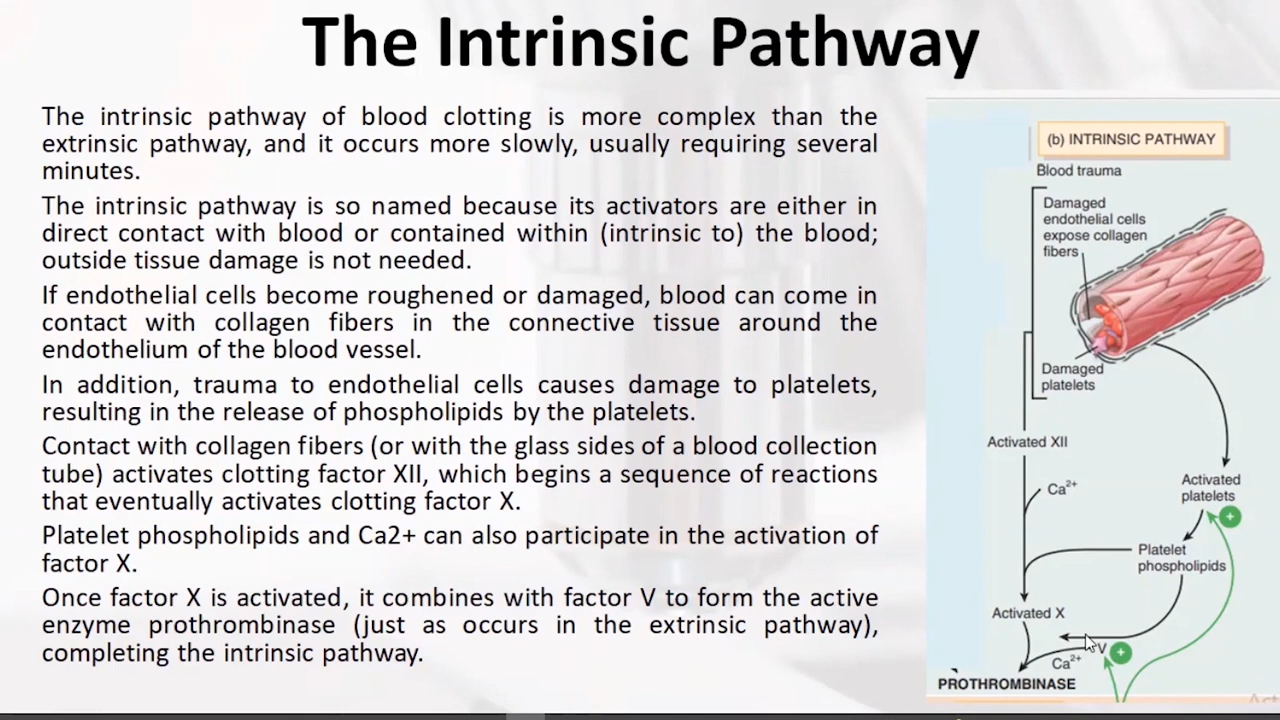 The Intrinsic Pathway
The intrinsic pathway of blood clotting is more complex than the
extrinsic pathway, and it occurs more slowly, usually requiring several
minutes.
The intrinsic pathway is so named because its activators are either in
direct contact with blood or contained within (intrinsic to) the blood;
outside tissue damage is not needed.
If endothelial cells become roughened or damaged, blood can come in
contact with collagen fibers in the connective tissue around the
endothelium of the blood vessel.
In addition, trauma to endothelial cells causes damage to platelets,
resulting in the release of phospholipids by the platelets.
Contact with collagen fibers (or with the glass sides of a blood collection
tube) activates clotting factor XII, which begins a sequence of reactions
that eventually activates clotting factor X.
Platelet phospholipids and Ca2+ can also participate in the activation of
factor X.
Once factor X is activated, it combines with factor V to form the active
enzyme prothrombinase (just as occurs in the extrinsic pathway),
completing the intrinsic pathway.
(b) INTRINSIC PATHWAY
Blood trauma
Damaged
endothelial cells
expose collagen
fibers
Damaged
platelets
Activated XII
Ca2+
Activated
platelets
+
Platelet
phospholipids
Activated X
V
+
Ca2+
PROTHROMBINASE